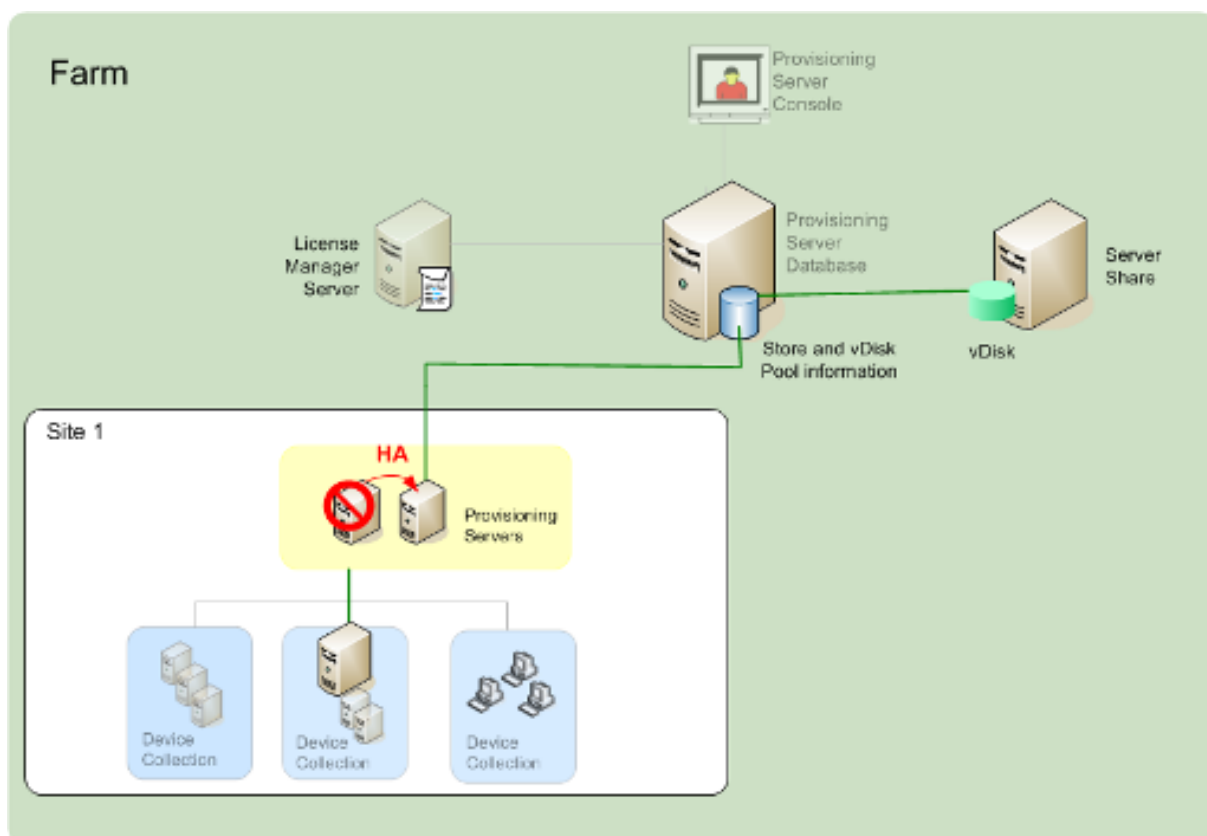 Farm
Provisioning
Server
Console
License
Manager
Server
Provisioning
Server
Database
Server
Share
Store and vDisk
Pool information
vDisk
Site 1
HA
Provisioning
Servers
Device
Collection
Device
Collection
Device
Collection